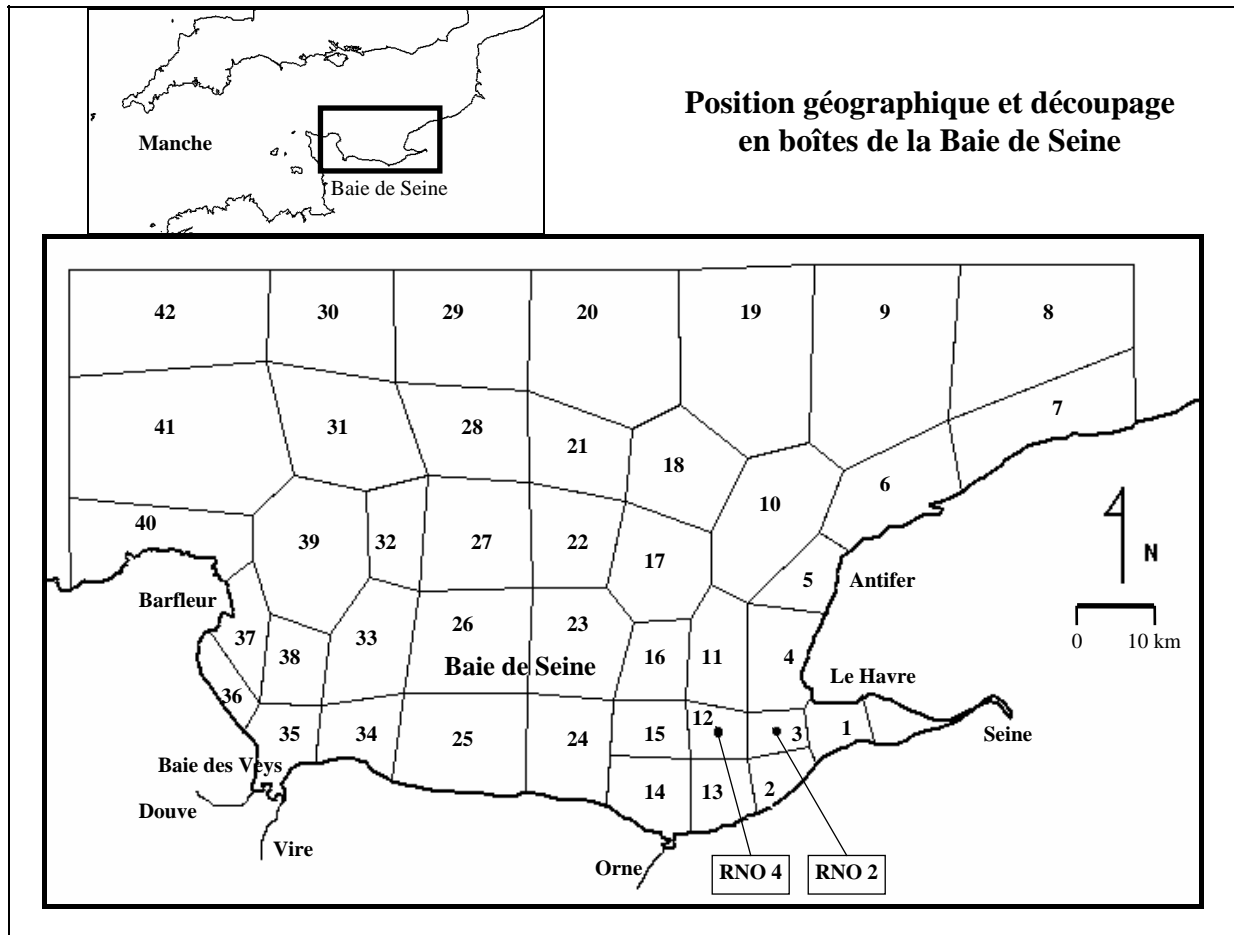 Manche
Baie de Seine
Position géographique et découpage
en boîtes de la Baie de Seine
42
30
29
20
19
9
8
7
41
31
28
21
18
10
6
40
39
32
27
22
17
5
Antifer
N
0
10 km
Barfleur
37
38
33
26
23
16
11
4
Baie de Seine
Le Havre
36
35
34
25
24
15
12
3
1
Seine
Baie des Veys
Douve
14
13
2
Vire
Orne
RNO 4
RNO 2